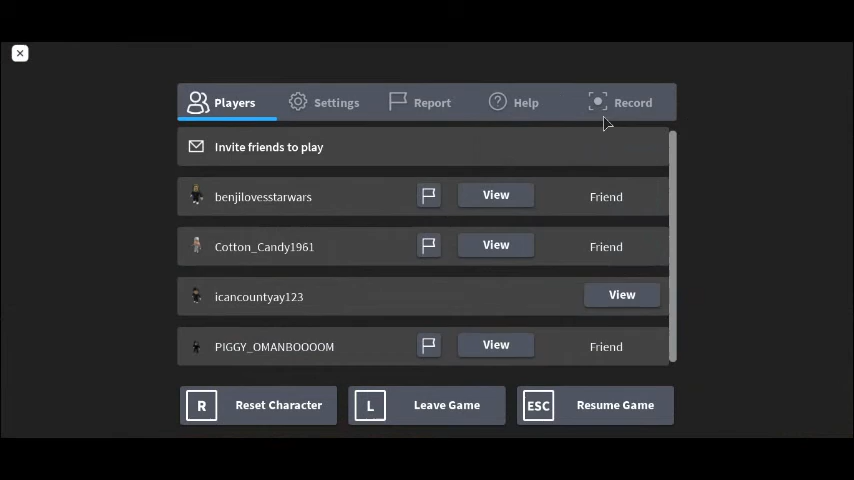 Players Settings Report Help Record
Invite friends to play
benjilovesstarwars View Friend
Cotton_Candy1961 View Friend
icancountyay123 View
PIGGY_OMANBOOOOM View Friend
R Reset Character L Leave Game ESC Resume Game